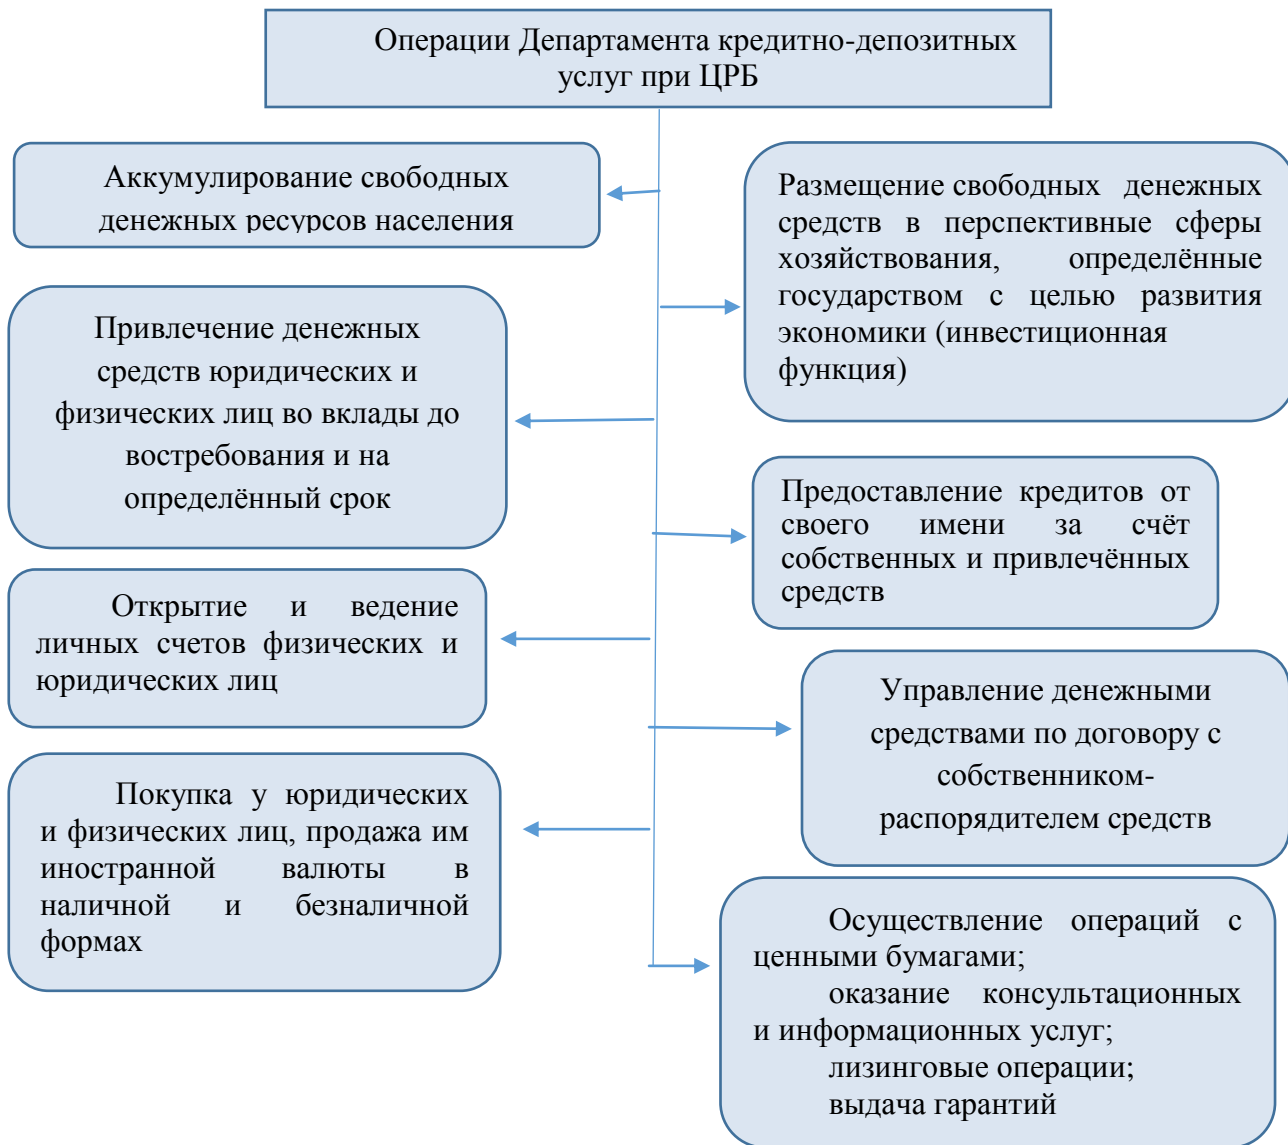 Операции Департамента кредитно-депозитных
услуг при ЦРБ
Аккумулирование свободных
денежных ресурсов населения
Размещение свободных денежных
средств в перспективные сферы
хозяйствования, определённые
государством с целью развития
экономики (инвестиционная
функция)
Привлечение денежных
средств юридических и
физических лиц во вклады до
востребования и на
определённый срок
Предоставление кредитов от
своего имени за счёт
собственных и привлечённых
средств
Открытие и ведение
личных счетов физических и
юридических лиц
Управление денежными
средствами по договору с
собственником-
распорядителем средств
Покупка у юридических
и физических лиц, продажа им
иностранной валюты в
наличной и безналичной
формах
Осуществление операций с
ценными бумагами;
оказание консультационных
и информационных услуг;
лизинговые операции;
выдача гарантий